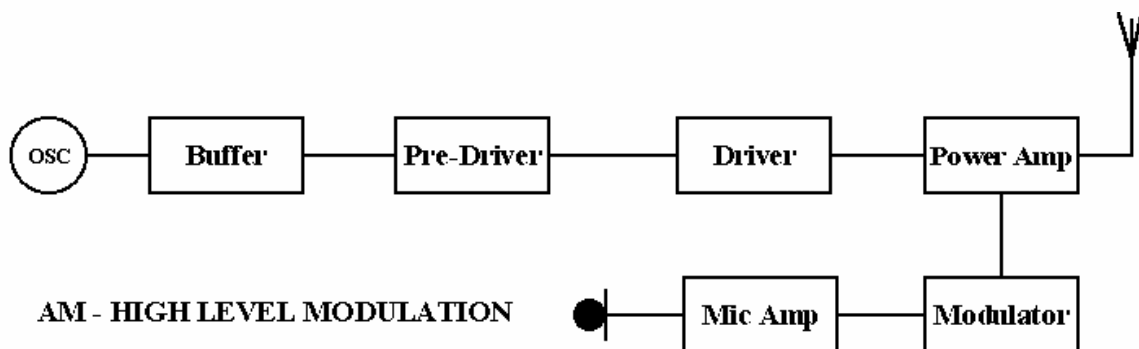 OSC
Buffer
Pre-Driver
Driver
Power Amp
AM - HIGH LEVEL MODULATION
Mic Amp
Modulator